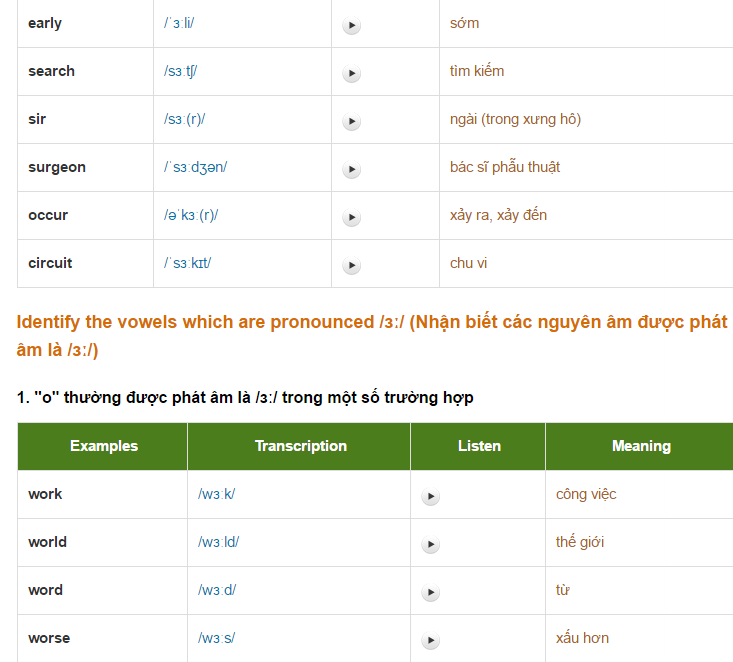 early /ˈɜːli/ sớm
search /sɜːtʃ/ tìm kiếm
sir /sɜː(r)/ ngài (trong xưng hô)
surgeon /ˈsɜːdʒən/ bác sĩ phẫu thuật
occur /əˈkɜː(r)/ xảy ra, xảy đến
circuit /ˈsɜːkɪt/ chu vi
Identify the vowels which are pronounced /ɜː/ (Nhận biết các nguyên âm được phát
âm là /ɜː/)
1. "o" thường được phát âm là /ɜː/ trong một số trường hợp
Examples Transcription Listen Meaning
work /wɜːk/ công việc
world /wɜːld/ thế giới
word /wɜːd/ từ
worse /wɜːs/ xấu hơn